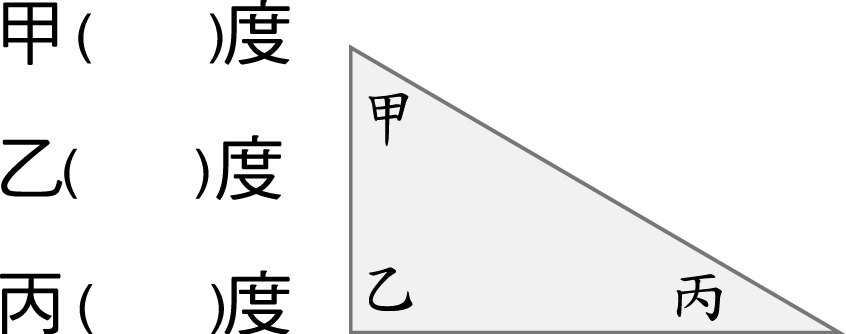 甲(　　)度
乙(　　)度
丙(　　)度
甲
乙
丙